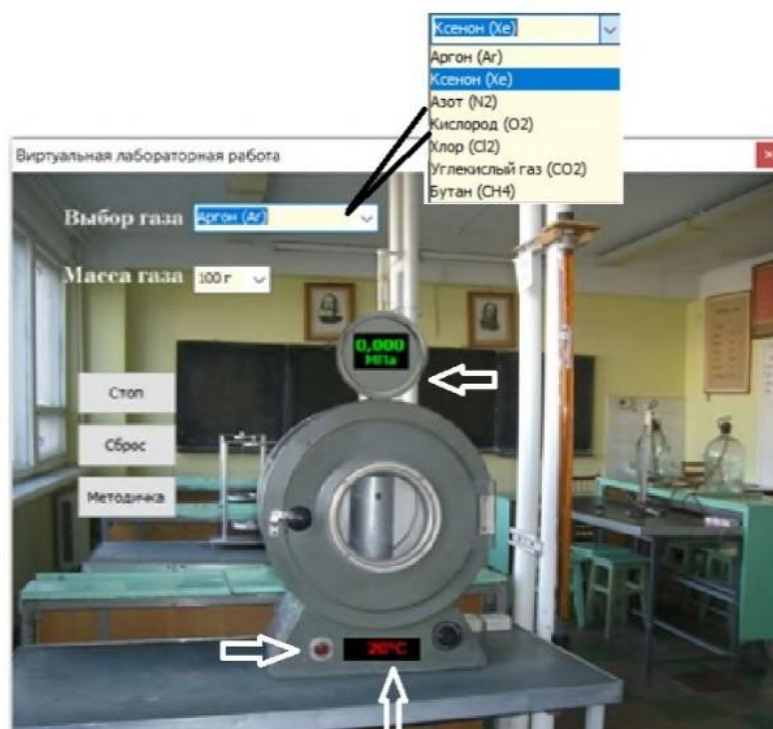 Ксенон (Xe)
Аргон (Ar)
Ксенон (Xe)
Азот (N2)
Кислород (O2)
Хлор (Cl2)
Углекислый газ (CO2)
Бутан (CH4)
Виртуальная лабораторная работа
Выбор газа Аргон (Ar)
Масса газа 100 г
0,000
МПа
Стоп
Сброс
Методичка
20°C